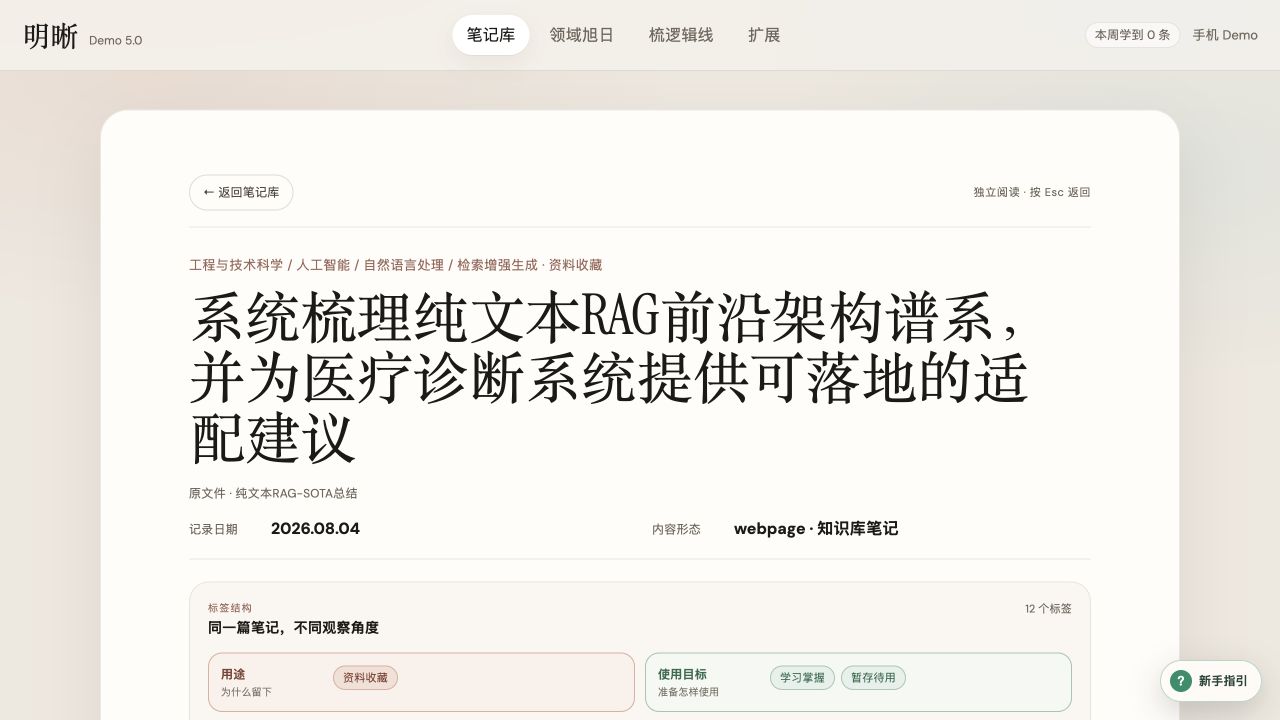 明晰 Demo 5.0 笔记库 领域旭日 梳逻辑线 扩展 本周学到 0 条 手机 Demo
← 返回笔记库 独立阅读 · 按 Esc 返回
工程与技术科学 / 人工智能 / 自然语言处理 / 检索增强生成 · 资料收藏
系统梳理纯文本RAG前沿架构谱系，
并为医疗诊断系统提供可落地的适
配建议
原文件 · 纯文本RAG-SOTA总结
记录日期 2026.08.04 内容形态 webpage · 知识库笔记
标签结构 12 个标签
同一篇笔记，不同观察角度
用途 资料收藏
为什么留下
使用目标 学习掌握 暂存待用
准备怎样使用
? 新手指引